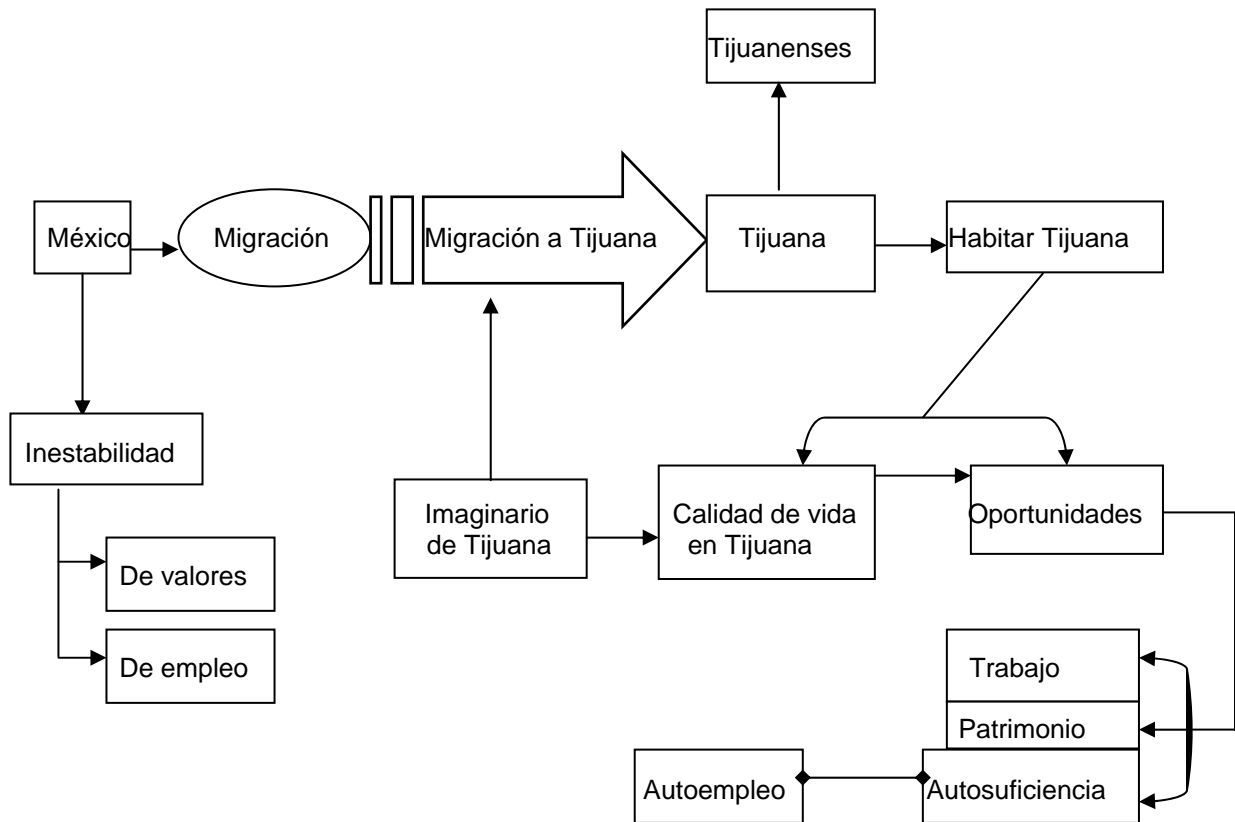 Tijuanenses
México
Migración
Migración a Tijuana
Tijuana
Habitar Tijuana
Inestabilidad
Imaginario
de Tijuana
Calidad de vida
en Tijuana
Oportunidades
De valores
De empleo
Trabajo
Patrimonio
Autoempleo
Autosuficiencia